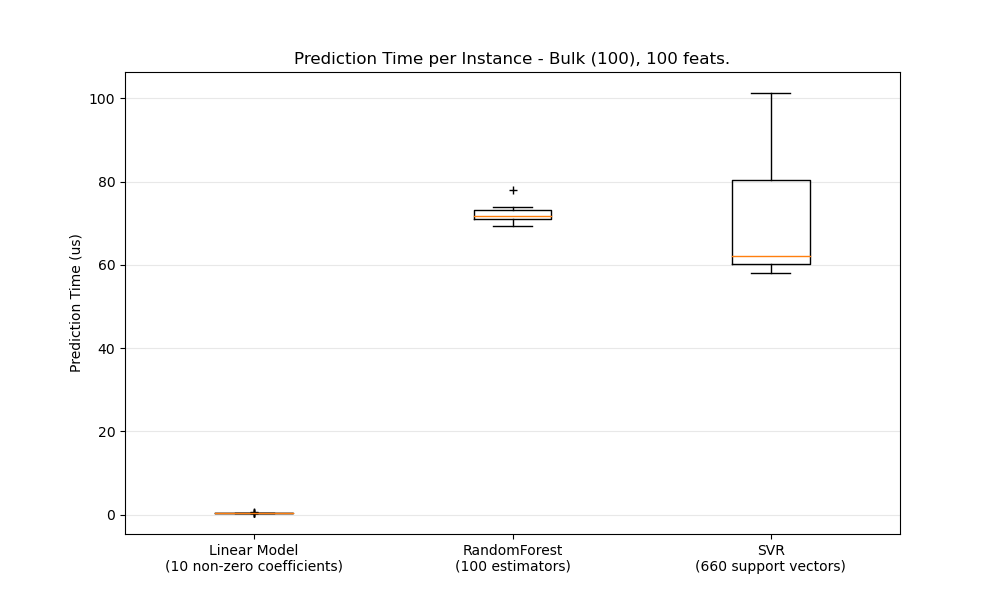 Prediction Time per Instance - Bulk (100), 100 feats.
Prediction Time (us)
100
80
60
40
20
0
Linear Model
(10 non-zero coefficients)
RandomForest
(100 estimators)
SVR
(660 support vectors)